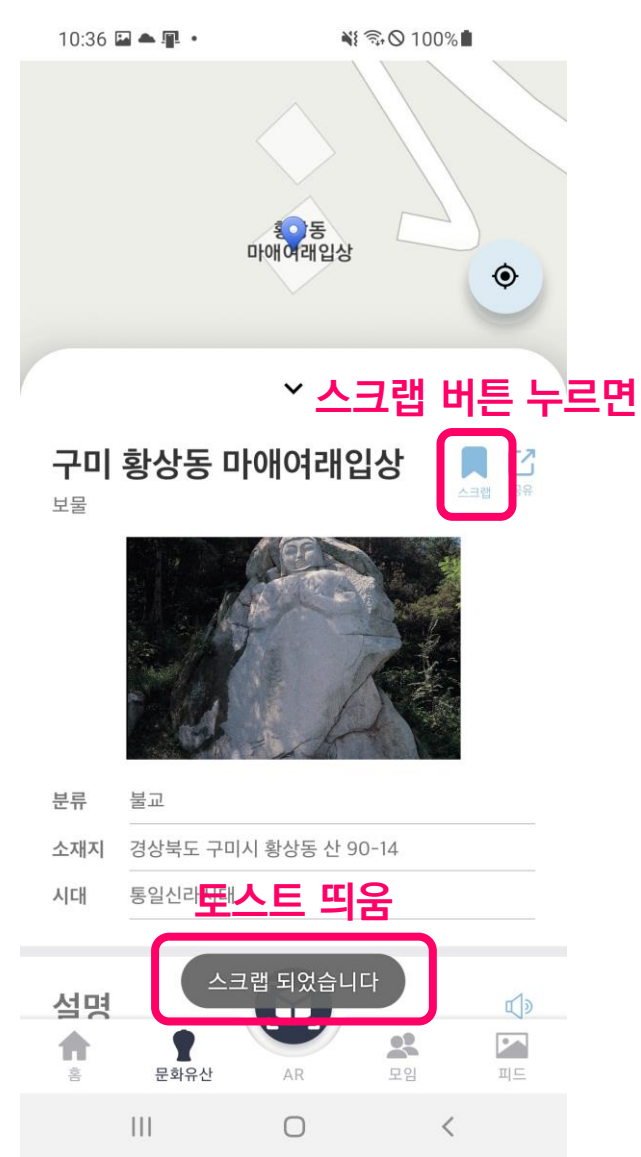 10:36
100%
황상동
마애여래입상
스크랩 버튼 누르면
구미 황상동 마애여래입상
보물
스크랩
공유
분류 불교
소재지 경상북도 구미시 황상동 산 90-14
시대 통일신라시대
토스트 띄움
스크랩 되었습니다
설명
홈
문화유산
AR
모임
피드